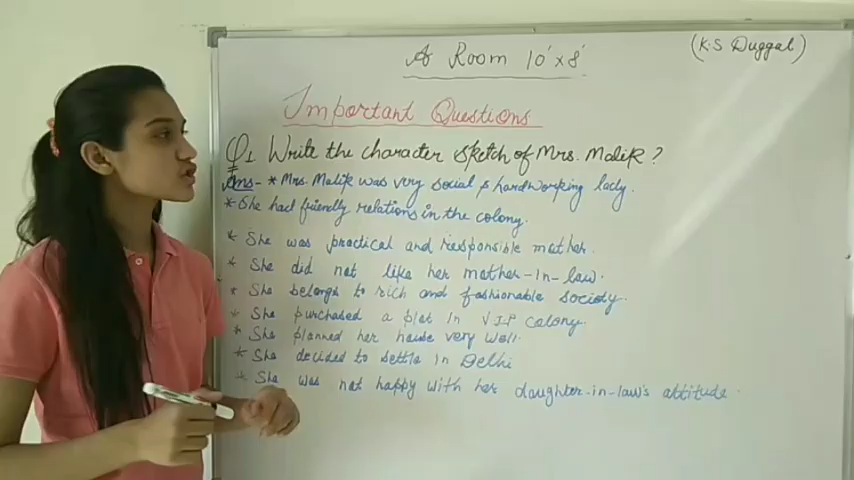 A Room 10'x8'
(K.S Duggal)
Important Questions
Q1 Write the character sketch of Mrs. Malik?
Ans- * Mrs. Malik was very social & hardworking lady.
* She had friendly relations in the colony.
* She was practical and responsible mother.
* She did not like her mother-in-law.
* She belongs to rich and fashionable society.
* She purchased a plot in VIP colony.
* She planned her house very well.
* She decided to settle in Delhi
* She was not happy with her daughter-in-law's attitude.